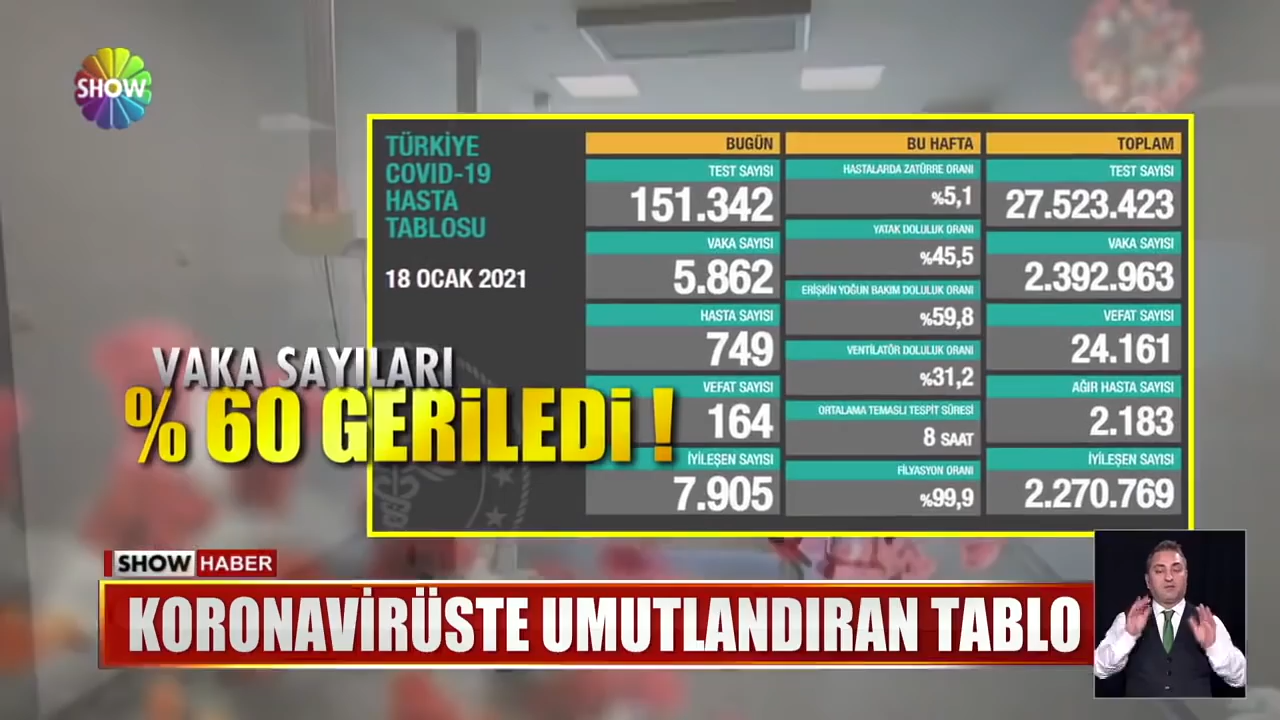 SHOW
TÜRKİYE
COVID-19
HASTA
TABLOSU
18 OCAK 2021
BUGÜN
TEST SAYISI
151.342
VAKA SAYISI
5.862
HASTA SAYISI
749
VEFAT SAYISI
164
İYİLEŞEN SAYISI
7.905
BU HAFTA
HASTALARDA ZATÜRRE ORANI
%5,1
YATAK DOLULUK ORANI
%45,5
ERİŞKİN YOĞUN BAKIM DOLULUK ORANI
%59,8
VENTİLATÖR DOLULUK ORANI
%31,2
ORTALAMA TEMASLI TESPİT SÜRESİ
8 SAAT
FİLYASYON ORANI
%99,9
TOPLAM
TEST SAYISI
27.523.423
VAKA SAYISI
2.392.963
VEFAT SAYISI
24.161
AĞIR HASTA SAYISI
2.183
İYİLEŞEN SAYISI
2.270.769
VAKA SAYILARI
% 60 GERİLEDİ !
SHOW HABER
KORONAVİRÜSTE UMUTLANDIRAN TABLO